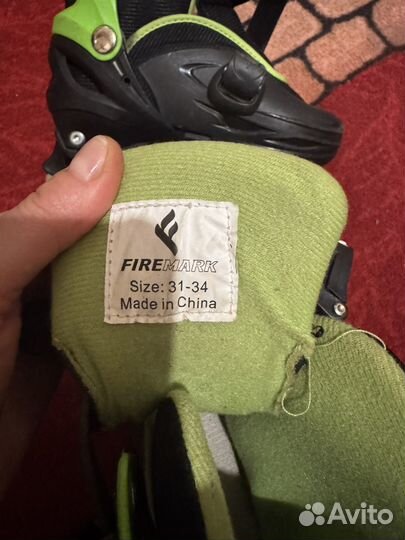 FIREMARK
Size: 31-34
Made in China
Avito